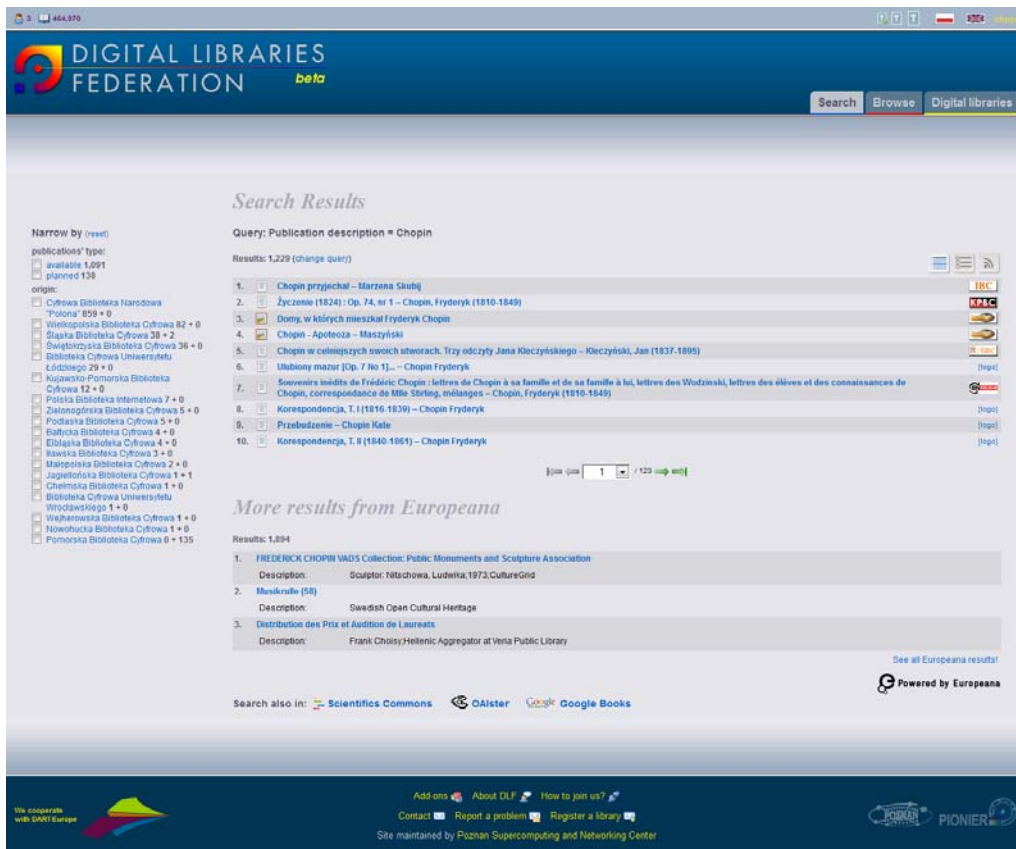 3 464,970
DIGITAL LIBRARIES
FEDERATION beta
Search Browse Digital libraries
Search Results
Narrow by (reset)
publications' type:
available 1,091
planned 138
origin:
Cyfrowa Biblioteka Narodowa
"Polona" 859 + 0
Wielkopolska Biblioteka Cyfrowa 82 + 0
Śląska Biblioteka Cyfrowa 38 + 2
Świętokrzyska Biblioteka Cyfrowa 36 + 0
Biblioteka Cyfrowa Uniwersytetu
Łódzkiego 29 + 0
Kujawsko-Pomorska Biblioteka
Cyfrowa 12 + 0
Polska Biblioteka Internetowa 7 + 0
Zielonogórska Biblioteka Cyfrowa 5 + 0
Podlaska Biblioteka Cyfrowa 5 + 0
Bałtycka Biblioteka Cyfrowa 4 + 0
Elbląska Biblioteka Cyfrowa 4 + 0
Iławska Biblioteka Cyfrowa 3 + 0
Małopolska Biblioteka Cyfrowa 2 + 0
Jagiellońska Biblioteka Cyfrowa 1 + 1
Chełmska Biblioteka Cyfrowa 1 + 0
Biblioteka Cyfrowa Uniwersytetu
Wrocławskiego 1 + 0
Wejherowska Biblioteka Cyfrowa 1 + 0
Nowohucka Biblioteka Cyfrowa 1 + 0
Pomorska Biblioteka Cyfrowa 0 + 135
Query: Publication description = Chopin
Results: 1,229 (change query)
1. Chopin przyjechał – Marzena Skubij
2. Życzenie (1824) : Op. 74, nr 1 – Chopin, Fryderyk (1810-1849)
3. Domy, w których mieszkał Fryderyk Chopin
4. Chopin - Apoteoza – Maszyński
5. Chopin w celniejszych swoich utworach. Trzy odczyty Jana Kleczyńskiego – Kleczyński, Jan (1837-1895)
6. Ulubiony mazur [Op. 7 No 1]... – Chopin Fryderyk [logo]
7. Souvenirs inédits de Frédéric Chopin : lettres de Chopin à sa famille et de sa famille à lui, lettres des Wodzinski, lettres des élèves et des connaissances de
Chopin, correspondance de Mlle Stirling, mélanges – Chopin, Fryderyk (1810-1849)
8. Korespondencja, T. I (1816-1839) – Chopin Fryderyk [logo]
9. Przebudzenie – Chopin Kate [logo]
10. Korespondencja, T. II (1840-1861) – Chopin Fryderyk [logo]
1 / 123
More results from Europeana
Results: 1,894
1. FREDERICK CHOPIN VADS Collection: Public Monuments and Sculpture Association
Description: Sculptor: Nitschowa, Ludwika;1973;CultureGrid
2. Musikrulle (58)
Description: Swedish Open Cultural Heritage
3. Distribution des Prix et Audition de Laureats
Description: Frank Choisy;Hellenic Aggregator at Veria Public Library
See all Europeana results!
Powered by Europeana
Search also in: Scientifics Commons OAIster Google Google Books
We cooperate
with DART Europe
Add-ons About DLF How to join us?
Contact Report a problem Register a library
Site maintained by Poznan Supercomputing and Networking Center
POZNAŃ PIONIER